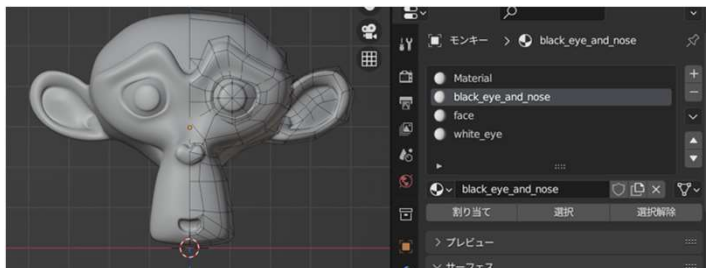 モンキー > black_eye_and_nose
Material
black_eye_and_nose
face
white_eye
black_eye_and_nose
割り当て 選択 選択解除
> プレビュー
サーフェス